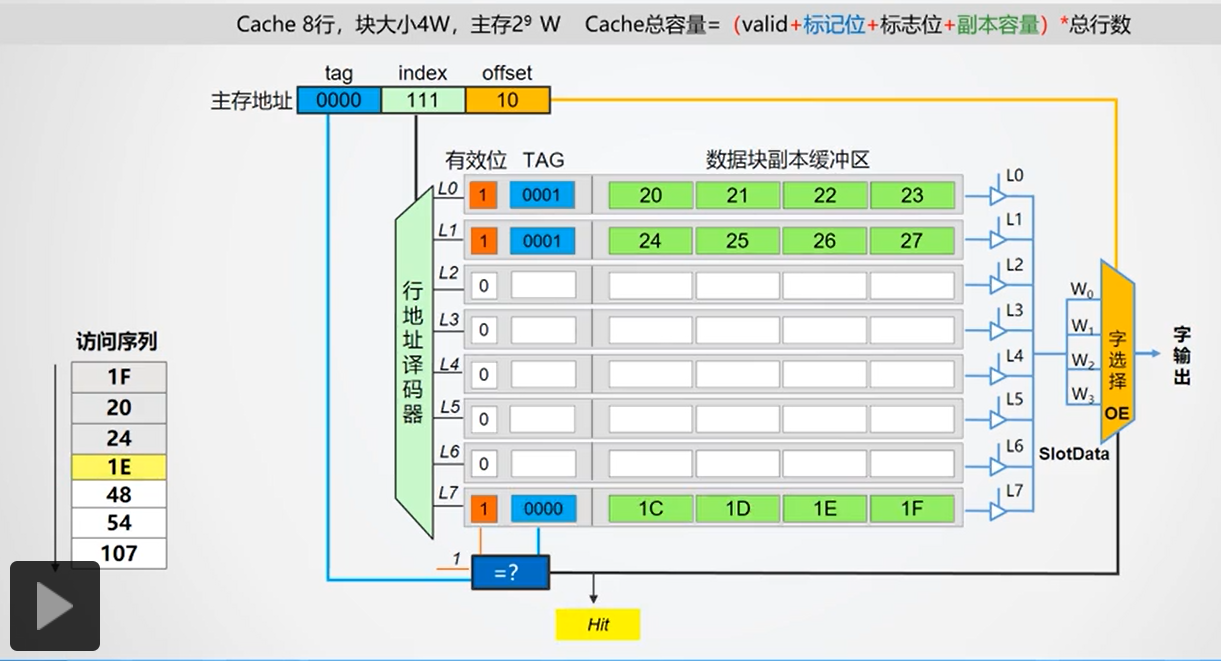 Cache 8行，块大小4W，主存2⁹ W Cache总容量=（valid+标记位+标志位+副本容量）*总行数
tag index offset
主存地址 0000 111 10
有效位 TAG 数据块副本缓冲区
L0 1 0001 20 21 22 23 L0
L1 1 0001 24 25 26 27 L1
L2 0 L2
L3 0 L3
L4 0 L4
L5 0 L5
L6 0 L6
L7 1 0000 1C 1D 1E 1F L7
行地址译码器
W0
W1
W2
W3
字选择
OE
字输出
SlotData
访问序列
1F
20
24
1E
48
54
107
1
=?
Hit